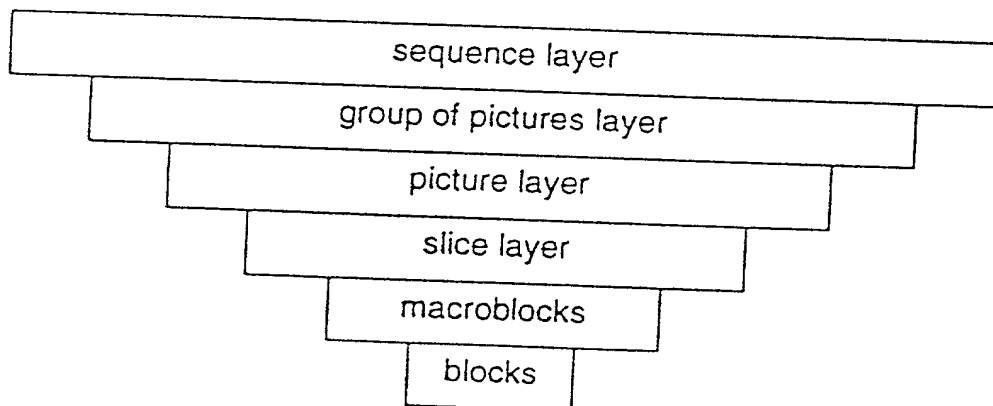 sequence layer
group of pictures layer
picture layer
slice layer
macroblocks
blocks